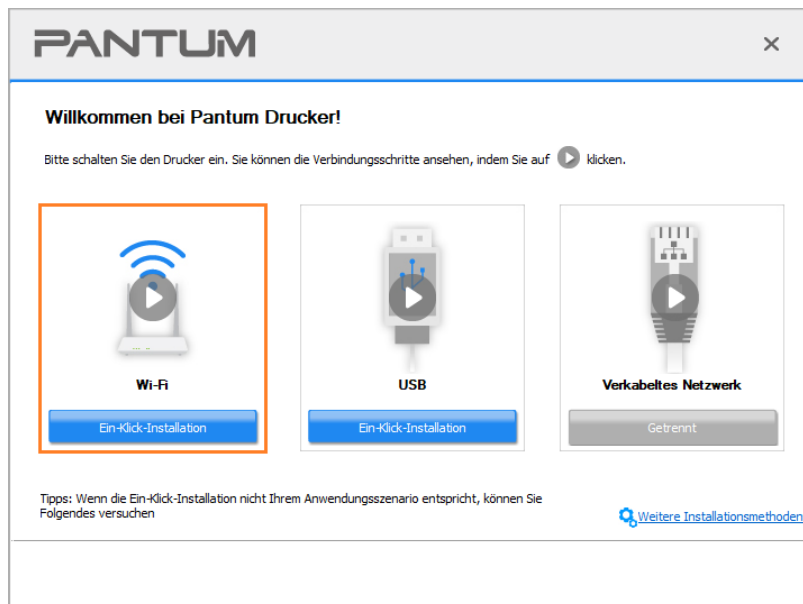 PANTUM
Willkommen bei Pantum Drucker!
Bitte schalten Sie den Drucker ein. Sie können die Verbindungsschritte ansehen, indem Sie auf klicken.
Wi-Fi
Ein-Klick-Installation
USB
Ein-Klick-Installation
Verkabeltes Netzwerk
Getrennt
Tipps: Wenn die Ein-Klick-Installation nicht Ihrem Anwendungsszenario entspricht, können Sie
Folgendes versuchen
Weitere Installationsmethoden